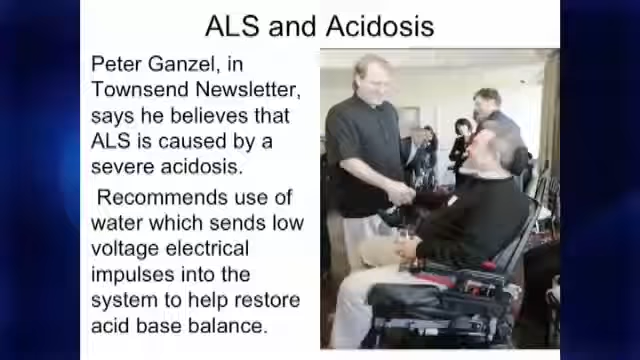 ALS and Acidosis
Peter Ganzel, in
Townsend Newsletter,
says he believes that
ALS is caused by a
severe acidosis.
Recommends use of
water which sends low
voltage electrical
impulses into the
system to help restore
acid base balance.